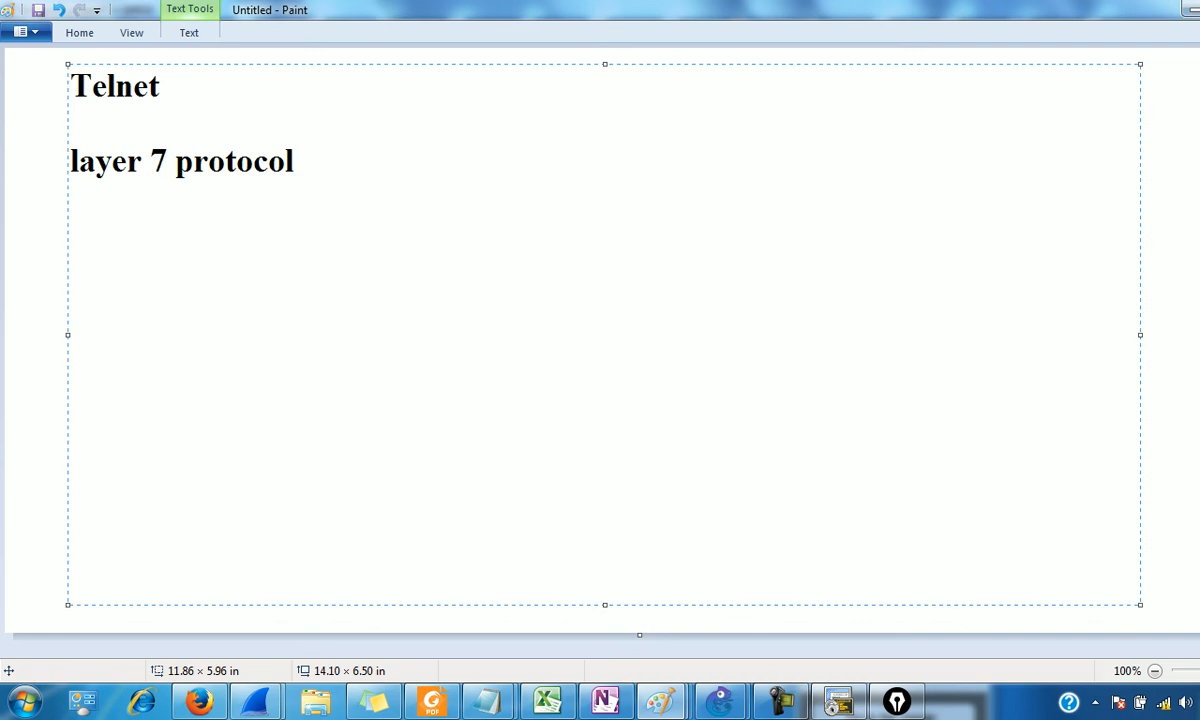 Text Tools
Untitled - Paint
Home
View
Text
Telnet
layer 7 protocol
11.86 × 5.96 in
14.10 × 6.50 in
100%
PDF